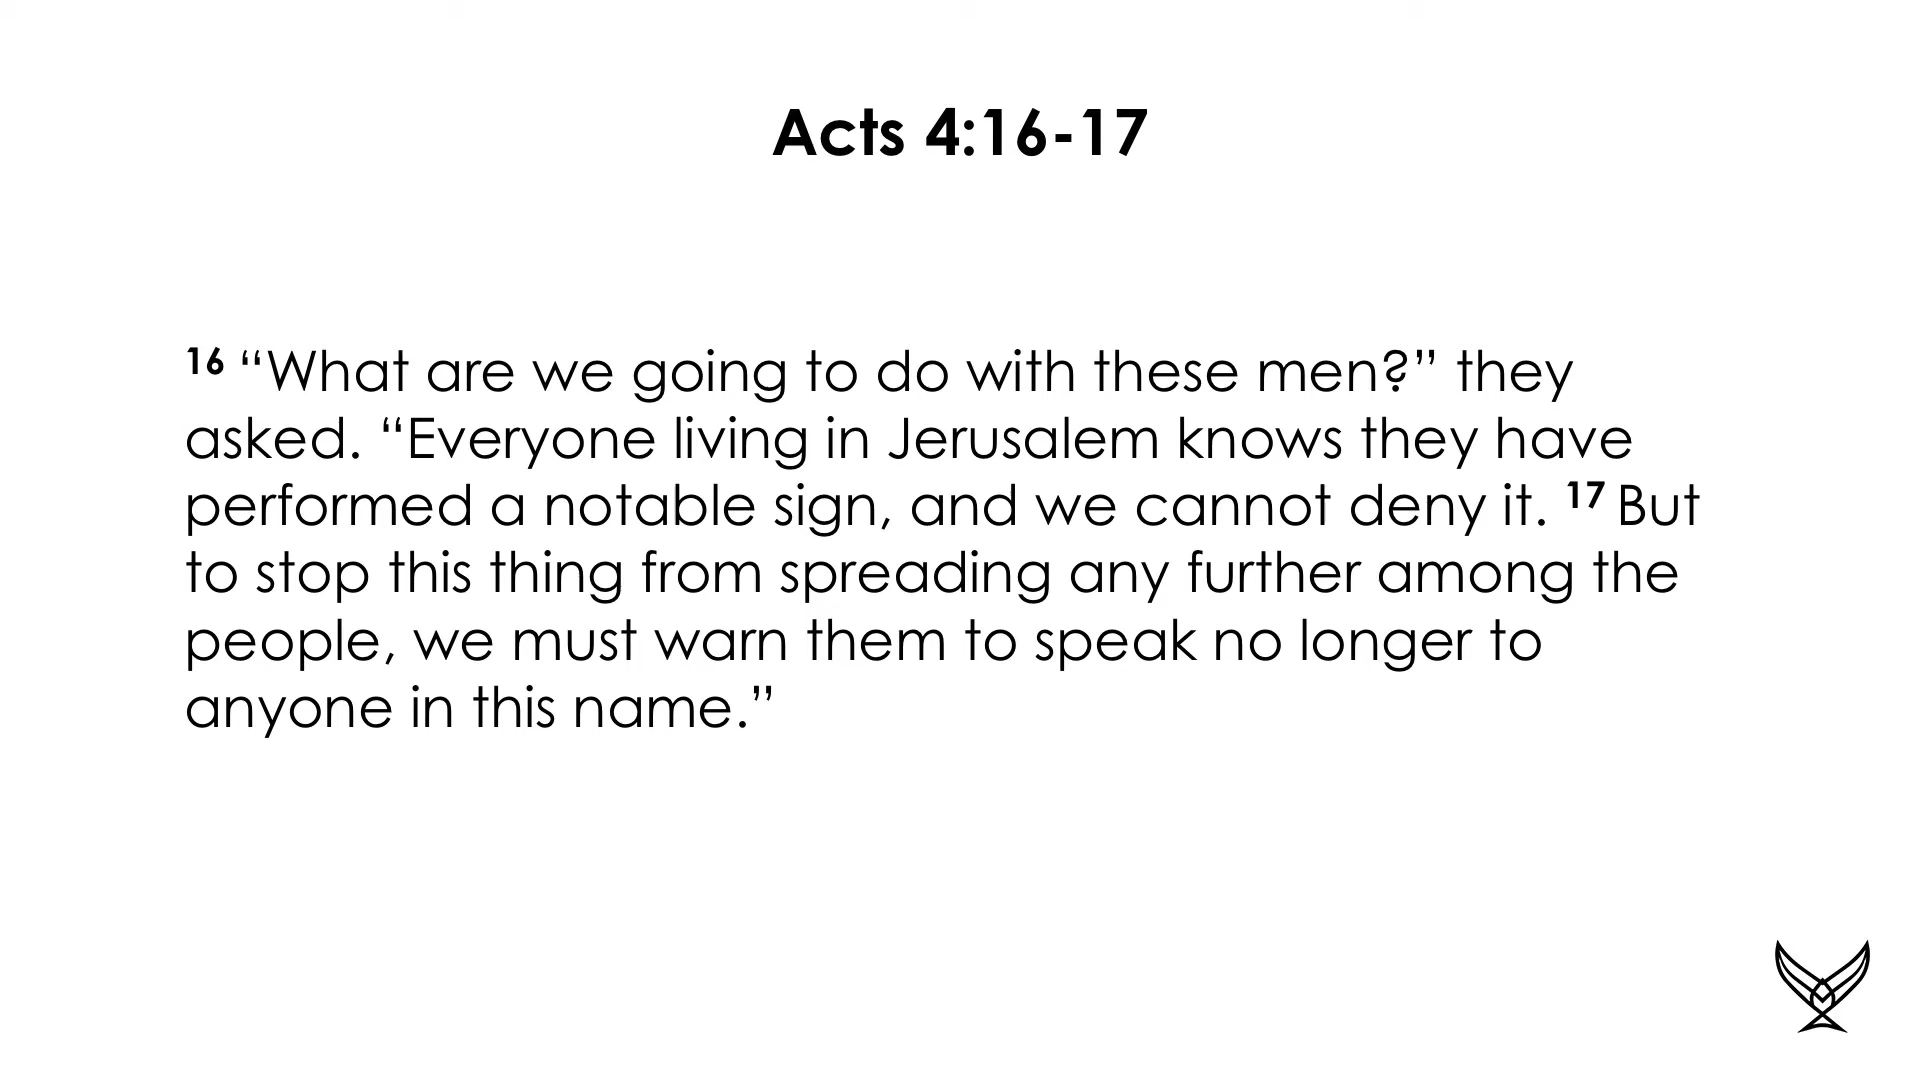 Acts 4:16-17
16 “What are we going to do with these men?” they
asked. “Everyone living in Jerusalem knows they have
performed a notable sign, and we cannot deny it. 17 But
to stop this thing from spreading any further among the
people, we must warn them to speak no longer to
anyone in this name.”